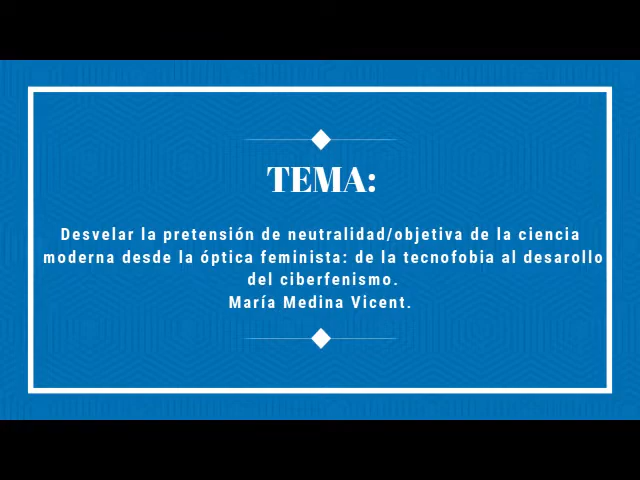 TEMA:
Desvelar la pretensión de neutralidad/objetiva de la ciencia
moderna desde la óptica feminista: de la tecnofobia al desarollo
del ciberfenismo.
María Medina Vicent.